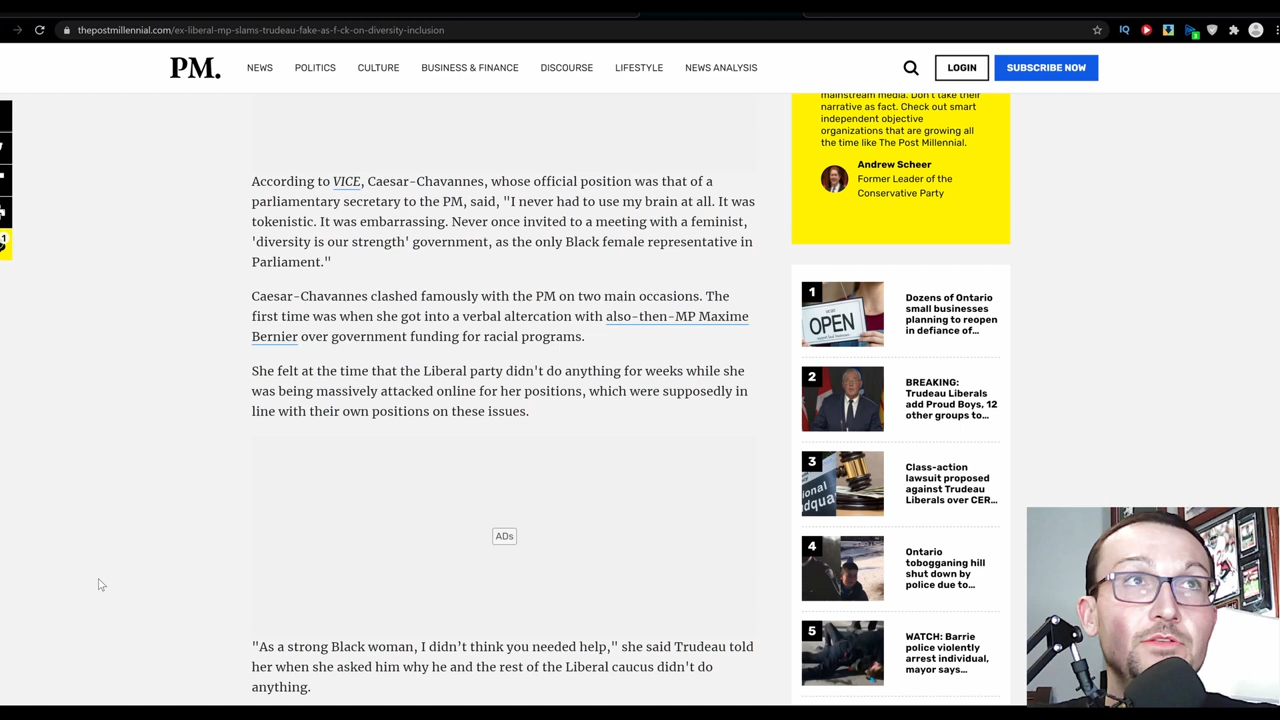 thepostmillennial.com/ex-liberal-mp-slams-trudeau-fake-as-f-ck-on-diversity-inclusion
IQ
PM.
NEWS
POLITICS
CULTURE
BUSINESS & FINANCE
DISCOURSE
LIFESTYLE
NEWS ANALYSIS
LOGIN
SUBSCRIBE NOW
According to VICE, Caesar-Chavannes, whose official position was that of a
parliamentary secretary to the PM, said, "I never had to use my brain at all. It was
tokenistic. It was embarrassing. Never once invited to a meeting with a feminist,
'diversity is our strength' government, as the only Black female representative in
Parliament."
Caesar-Chavannes clashed famously with the PM on two main occasions. The
first time was when she got into a verbal altercation with also-then-MP Maxime
Bernier over government funding for racial programs.
She felt at the time that the Liberal party didn't do anything for weeks while she
was being massively attacked online for her positions, which were supposedly in
line with their own positions on these issues.
ADs
"As a strong Black woman, I didn’t think you needed help," she said Trudeau told
her when she asked him why he and the rest of the Liberal caucus didn't do
anything.
mainstream media. Don't take their
narrative as fact. Check out smart
independent objective
organizations that are growing all
the time like The Post Millennial.
Andrew Scheer
Former Leader of the
Conservative Party
1
OPEN
Dozens of Ontario
small businesses
planning to reopen
in defiance of...
2
BREAKING:
Trudeau Liberals
add Proud Boys, 12
other groups to...
3
Class-action
lawsuit proposed
against Trudeau
Liberals over CER...
4
Ontario
tobogganing hill
shut down by
police due to...
5
WATCH: Barrie
police violently
arrest individual,
mayor says...